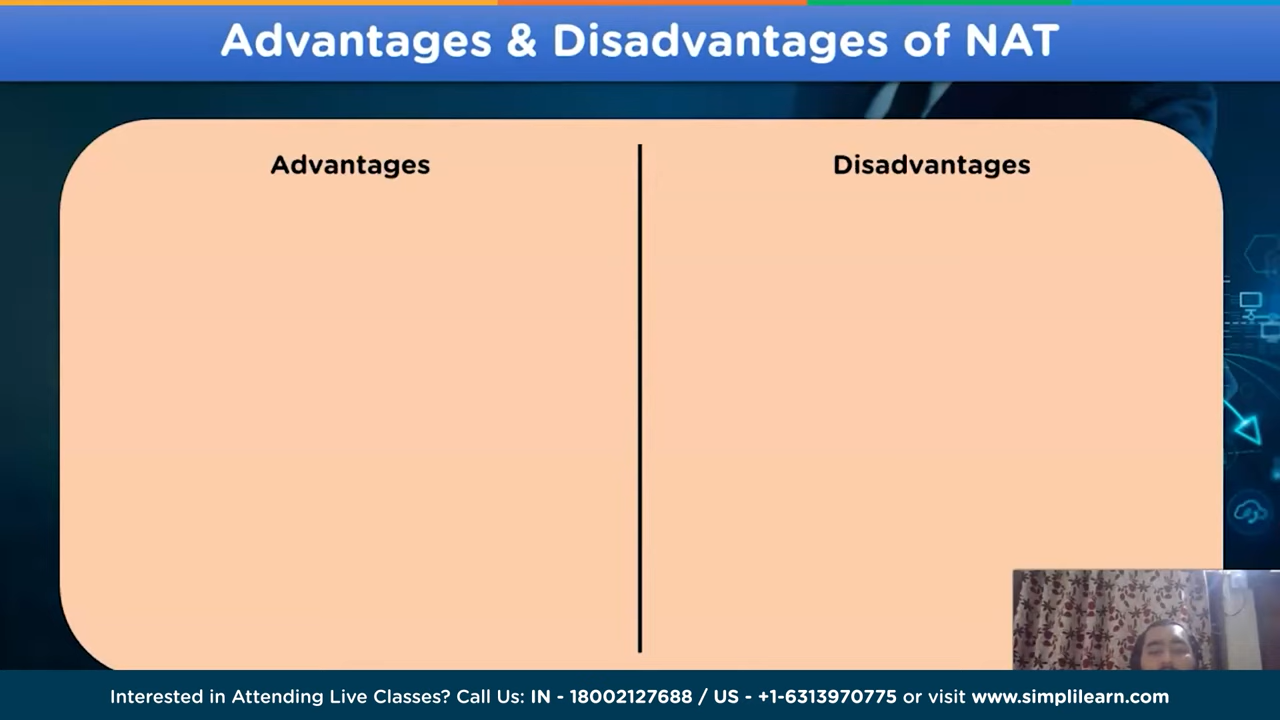 Advantages & Disadvantages of NAT
Advantages
Disadvantages
Interested in Attending Live Classes? Call Us: IN - 18002127688 / US - +1-6313970775 or visit www.simplilearn.com